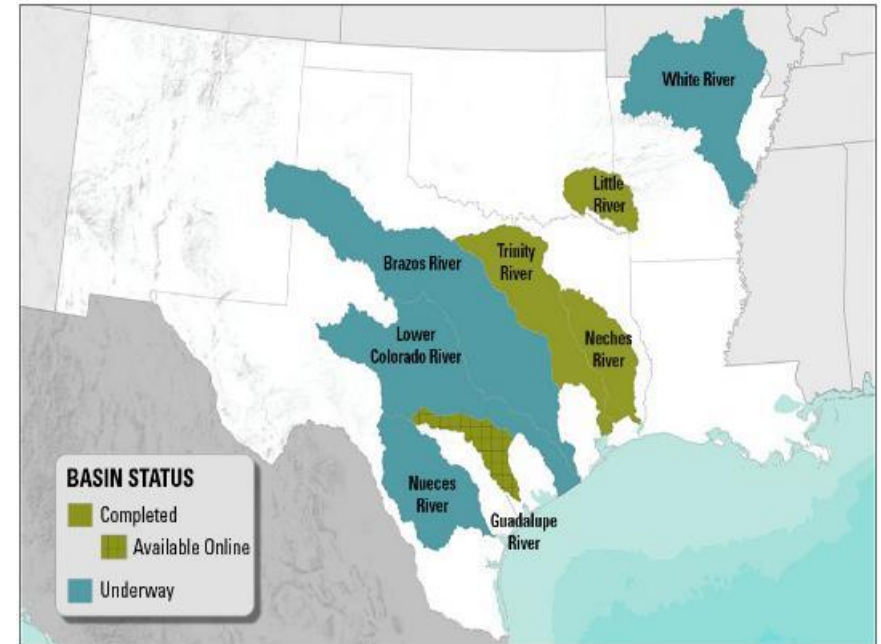 White River
Little
River
Trinity
River
Brazos River
Neches
River
Lower
Colorado River
Nueces
River
Guadalupe
River
BASIN STATUS
Completed
Available Online
Underway